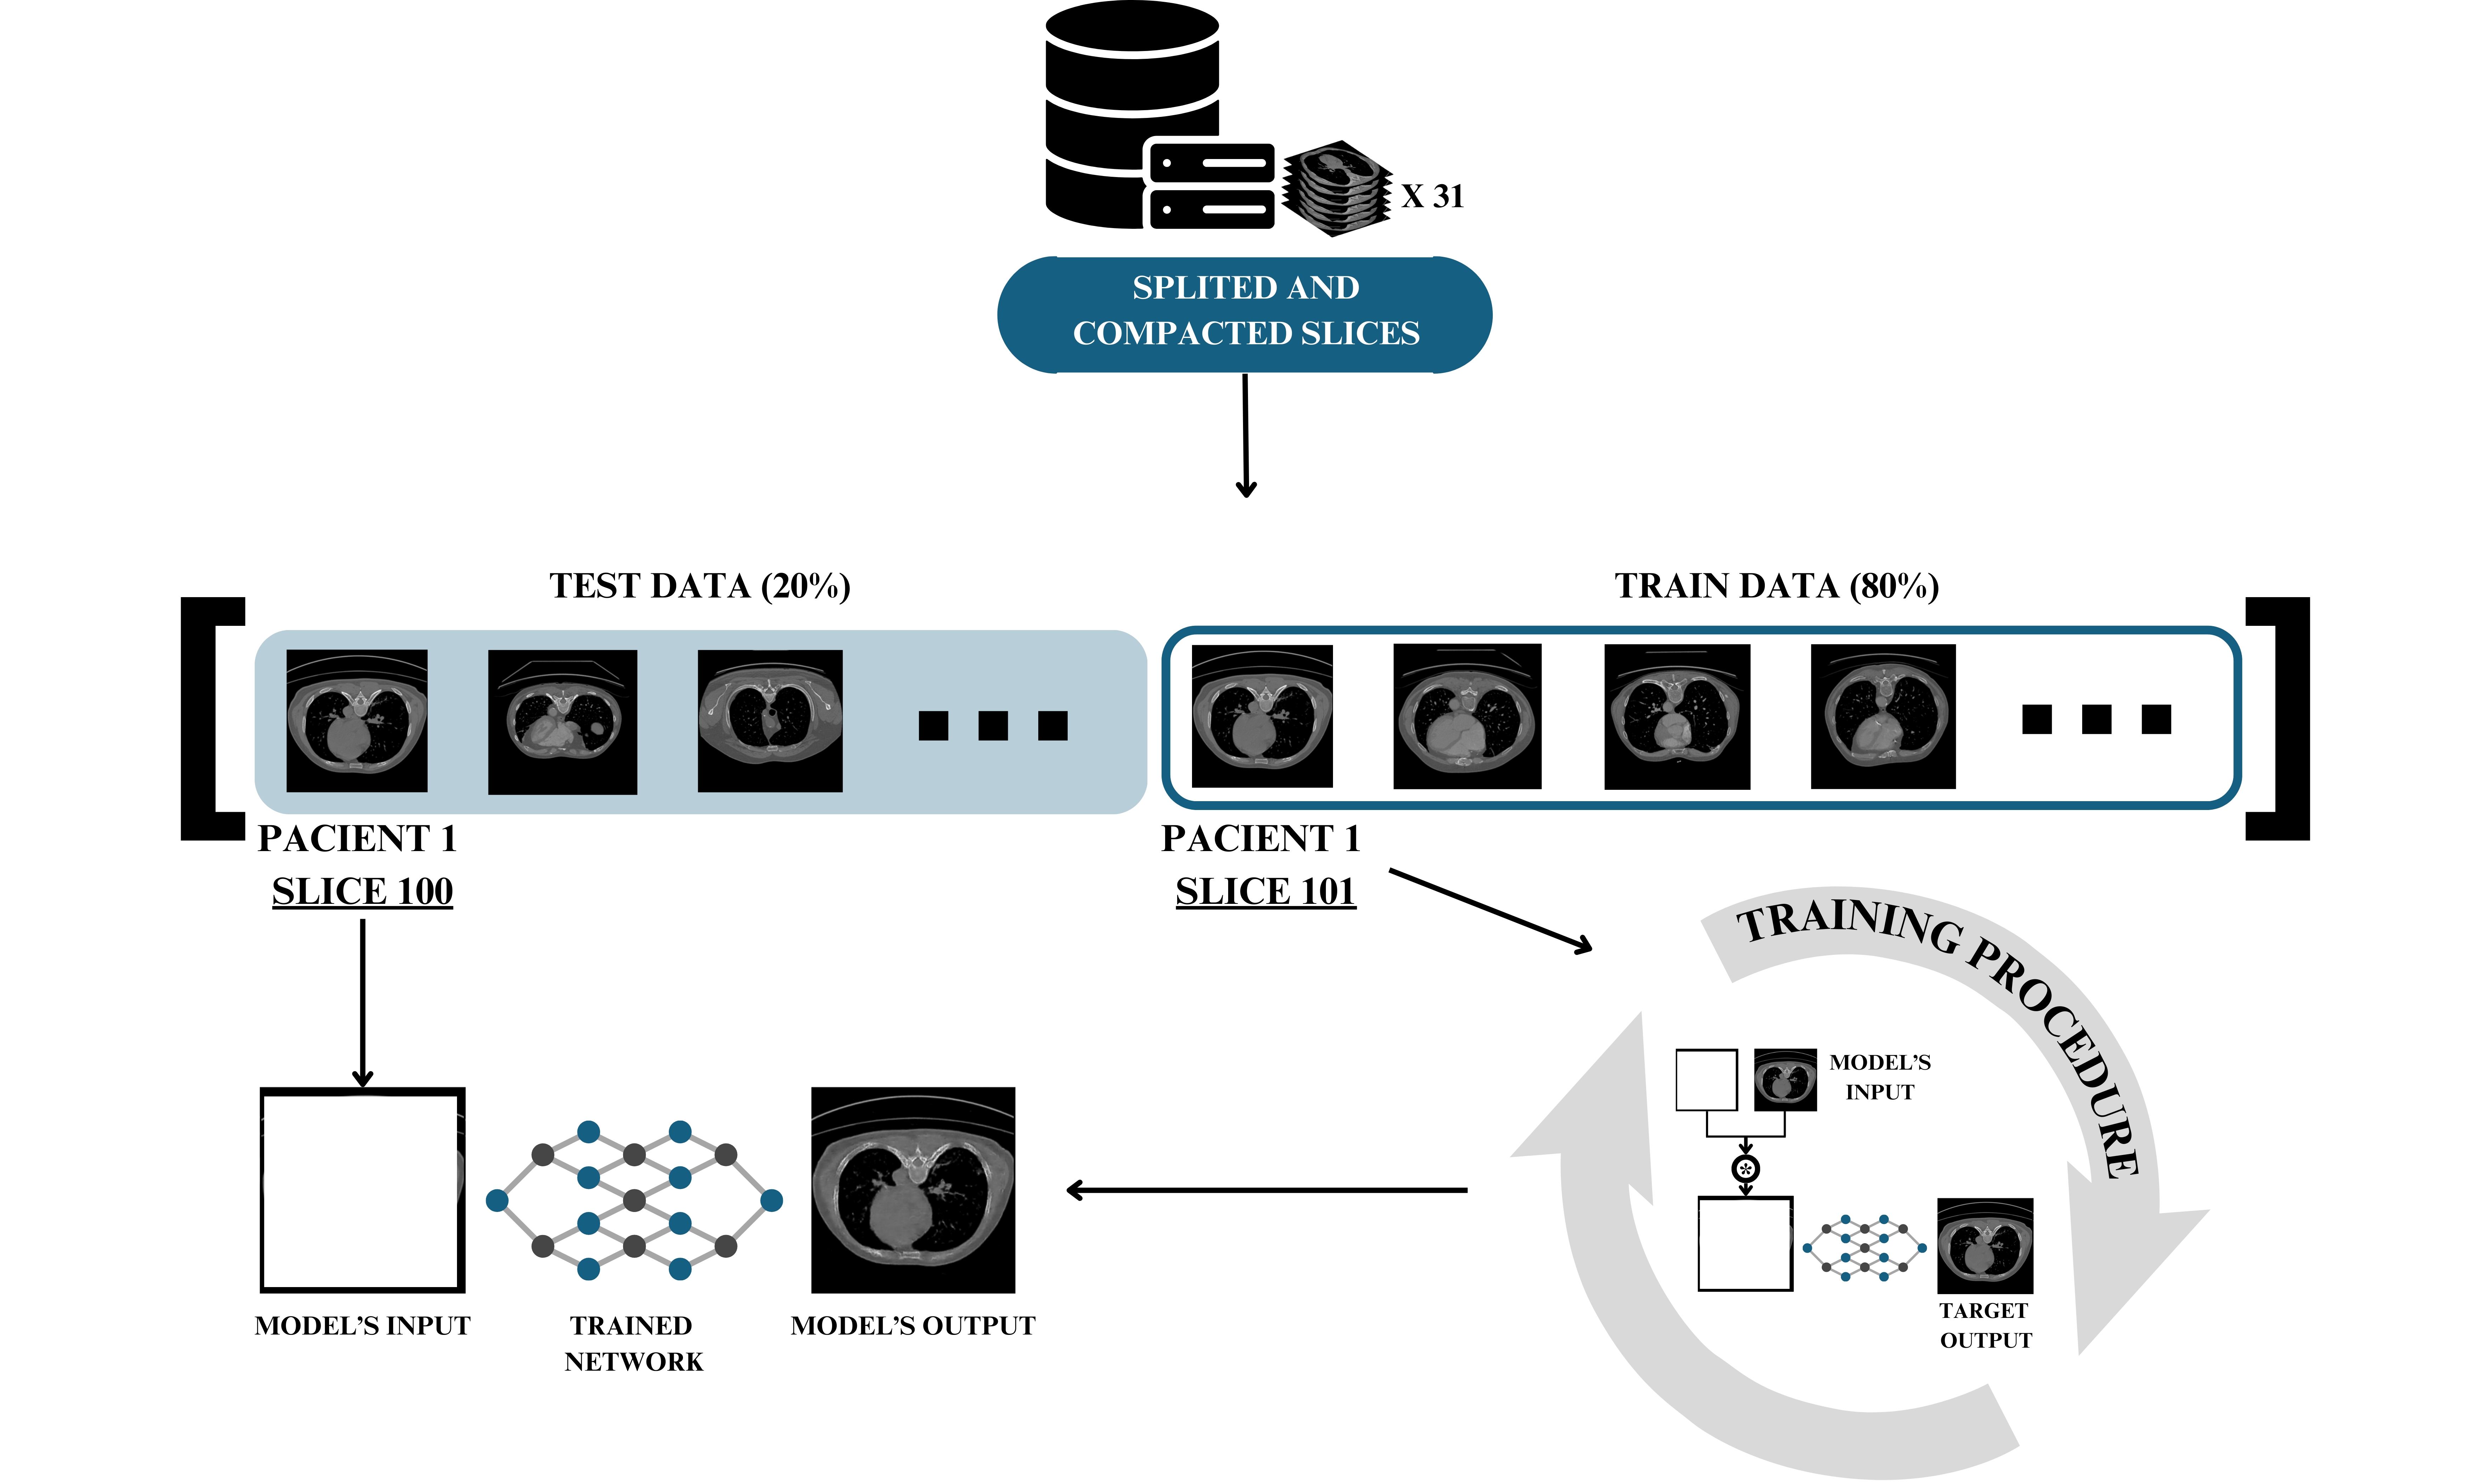 X 31
SPLITED AND
COMPACTED SLICES
TEST DATA (20%)
TRAIN DATA (80%)
PACIENT 1
SLICE 100
PACIENT 1
SLICE 101
TRAINING PROCEDURE
MODEL'S
INPUT
TARGET
OUTPUT
MODEL'S INPUT
TRAINED
NETWORK
MODEL'S OUTPUT